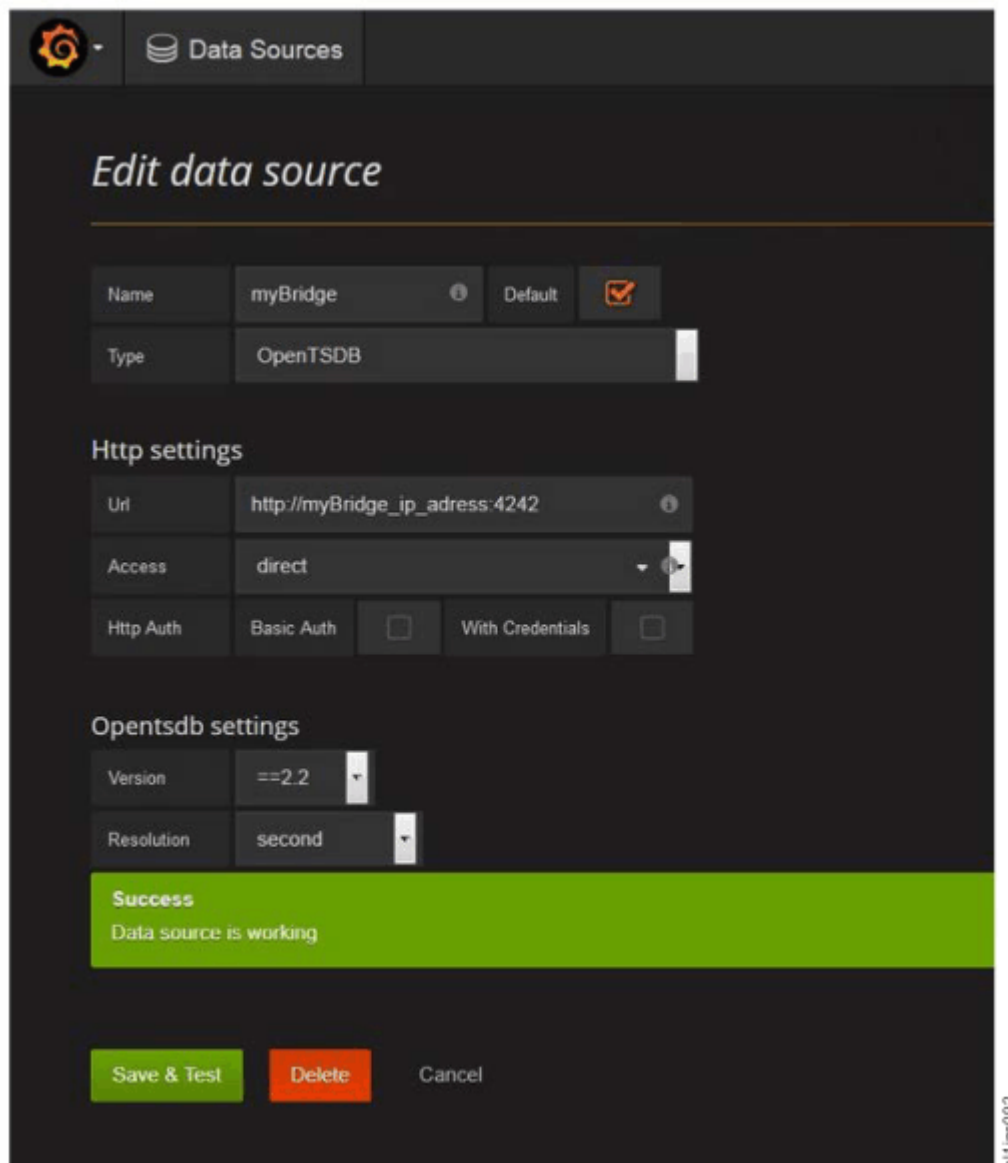 Data Sources
Edit data source
Name myBridge Default
Type OpenTSDB
Http settings
Url http://myBridge_ip_adress:4242
Access direct
Http Auth Basic Auth With Credentials
Opentsdb settings
Version ==2.2
Resolution second
Success
Data source is working
Save & Test Delete Cancel